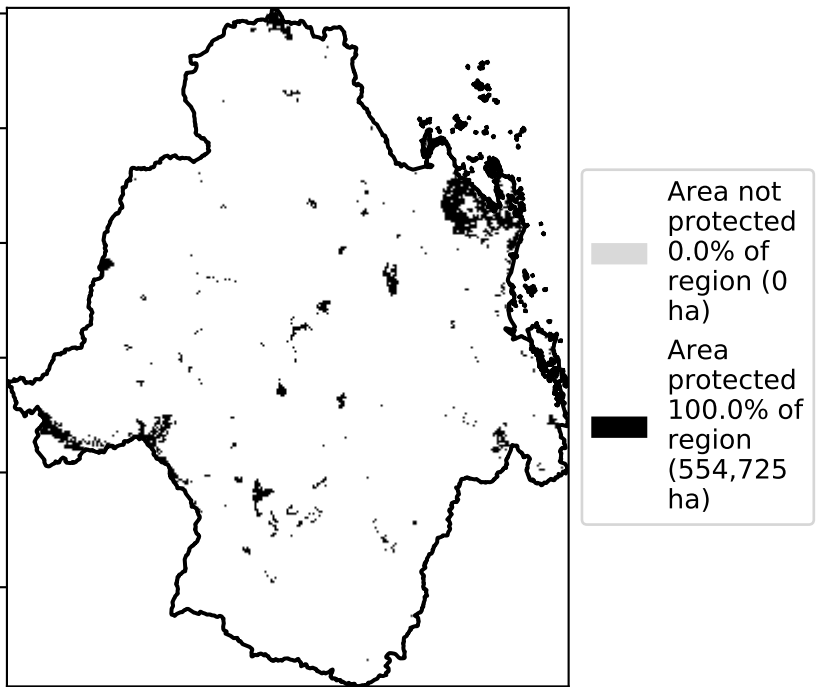 Area not
protected
0.0% of
region (0
ha)
Area
protected
100.0% of
region
(554,725
ha)